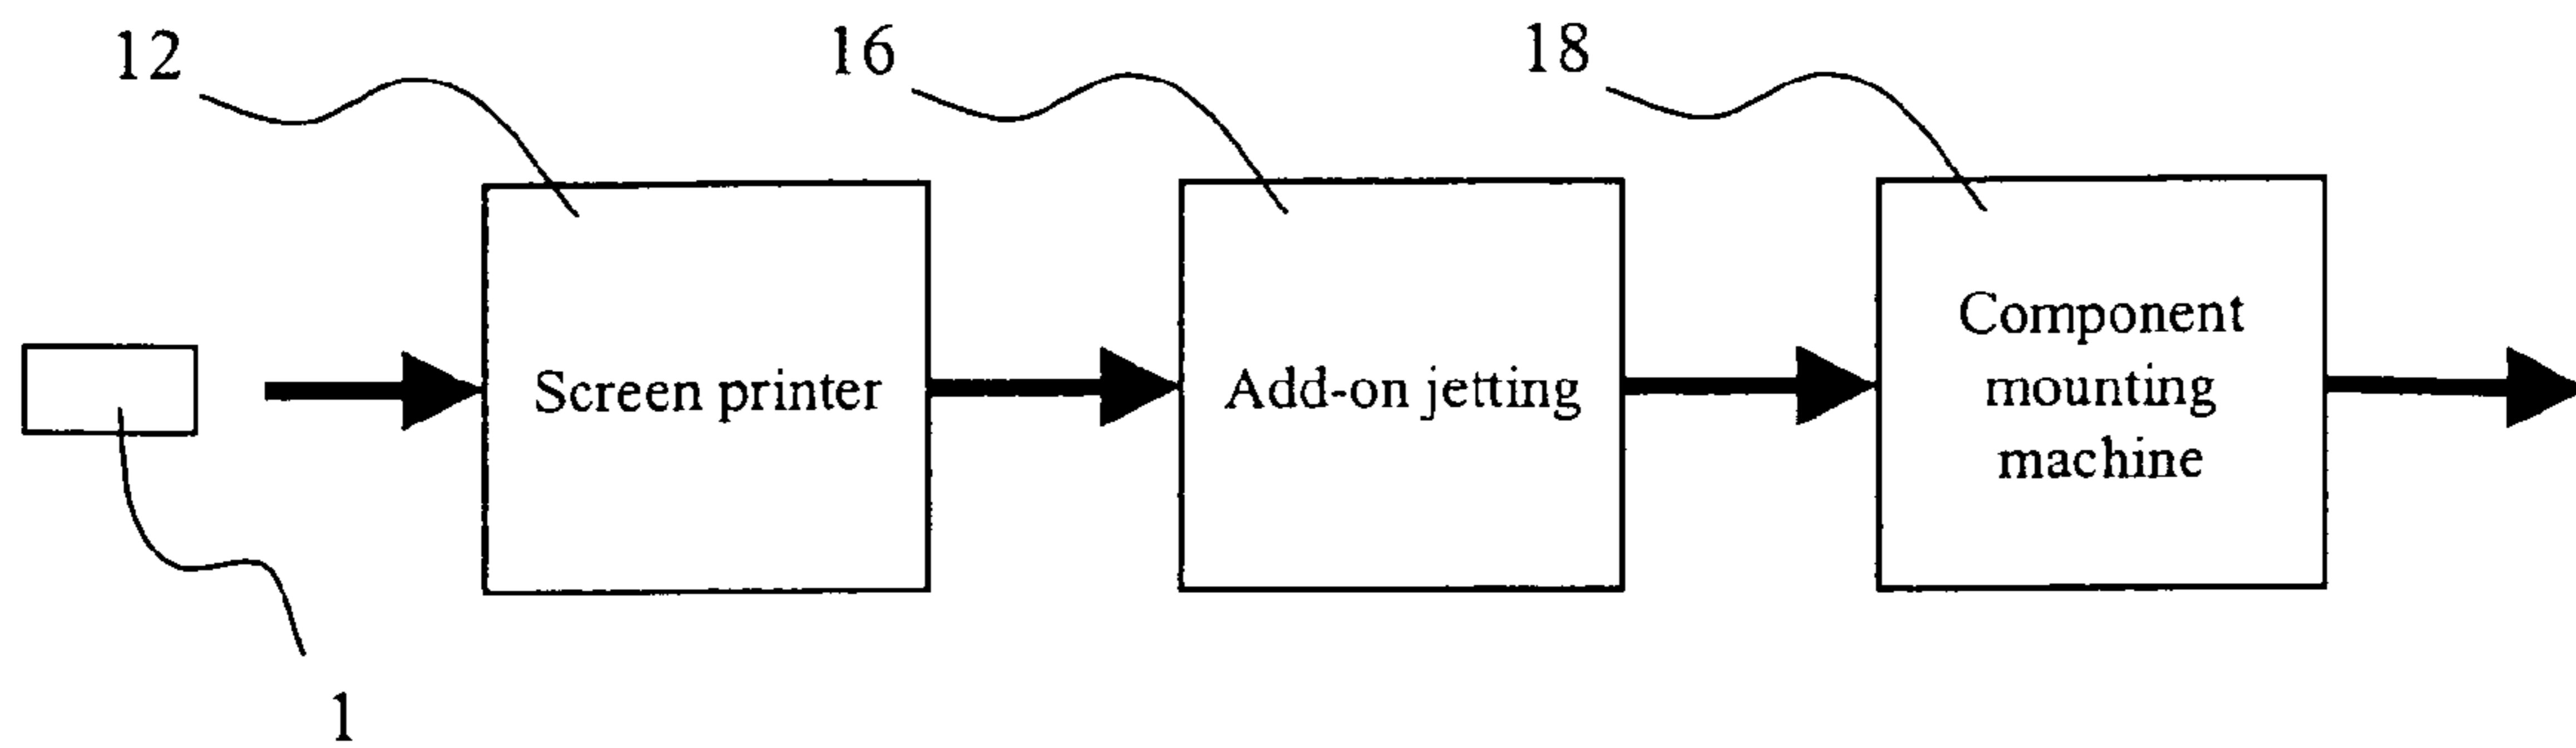 12
16
18
Screen printer
Add-on jetting
Component
mounting
machine
1